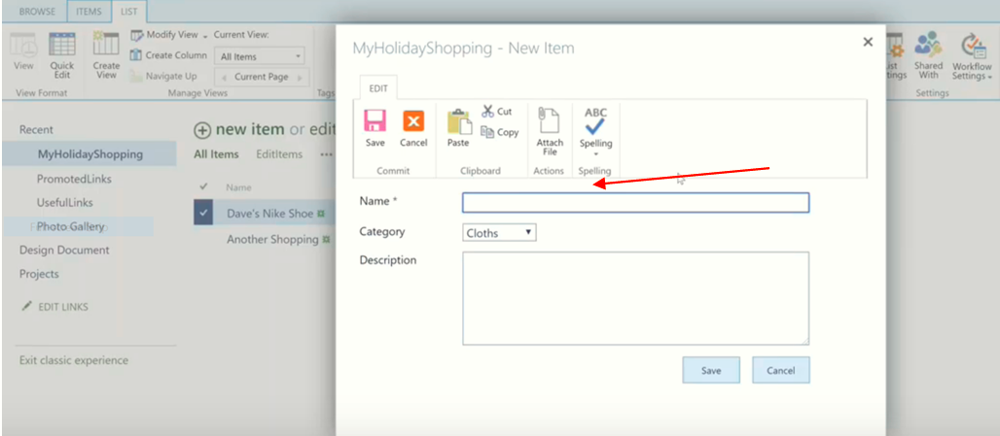 BROWSE ITEMS LIST
View
Quick Edit
View Format
Create View
Modify View
Create Column
Navigate Up
Current View:
All Items
Current Page
Manage Views
Tags
Shared With
Workflow Settings
Settings
Recent
MyHolidayShopping
PromotedLinks
UsefulLinks
Photo Gallery
Design Document
Projects
EDIT LINKS
Exit classic experience
new item or edit
All Items EditItems ...
Name
Dave's Nike Shoe
Another Shopping
MyHolidayShopping - New Item
EDIT
Save
Cancel
Commit
Paste
Cut
Copy
Clipboard
Attach File
Actions
ABC
Spelling
Spelling
Name *
Category
Cloths
Description
Save Cancel